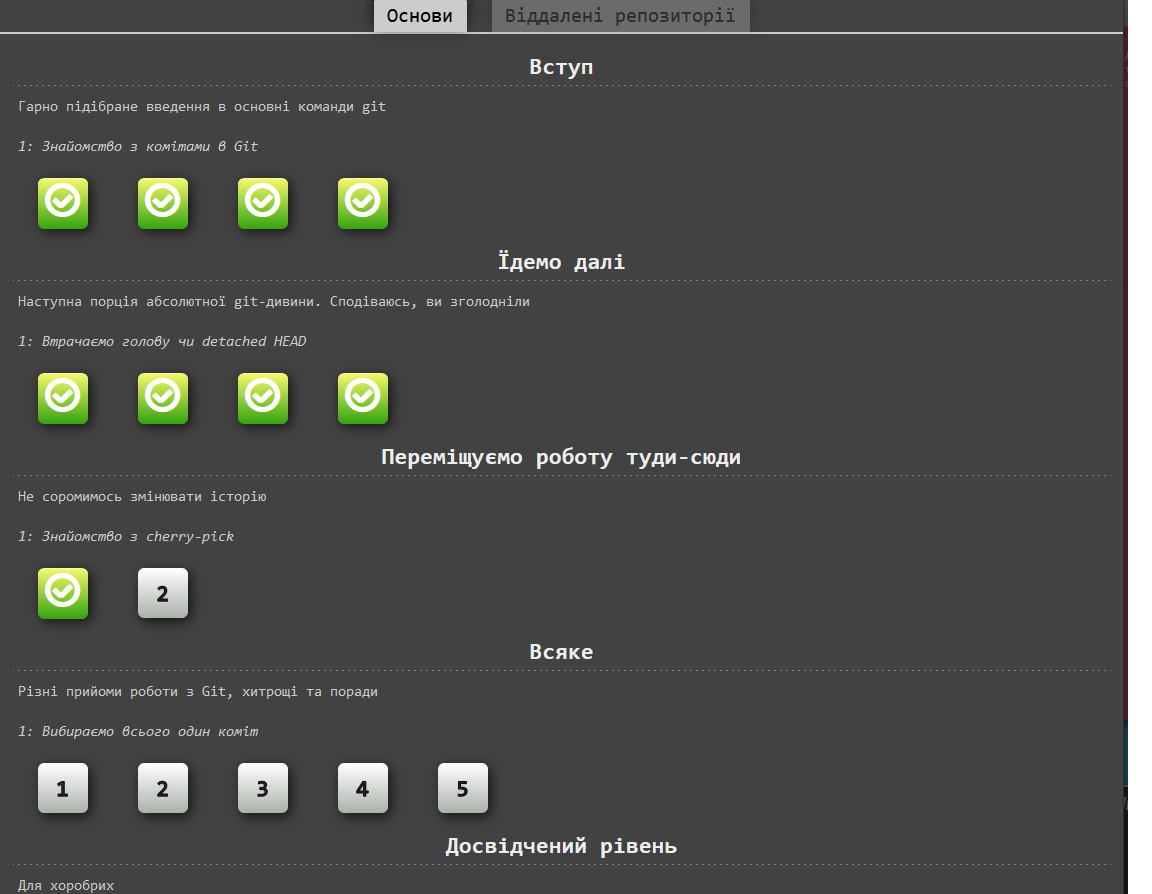 Основи Віддалені репозиторії
Вступ
Гарно підібране введення в основні команди git
1: Знайомство з комітами в Git
Їдемо далі
Наступна порція абсолютної git-дивини. Сподіваюсь, ви зголодніли
1: Втрачаємо голову чи detached HEAD
Переміщуємо роботу туди-сюди
Не соромимось змінювати історію
1: Знайомство з cherry-pick
2
Всяке
Різні прийоми роботи з Git, хитрощі та поради
1: Вибираємо всього один коміт
1 2 3 4 5
Досвідчений рівень
Для хоробрих